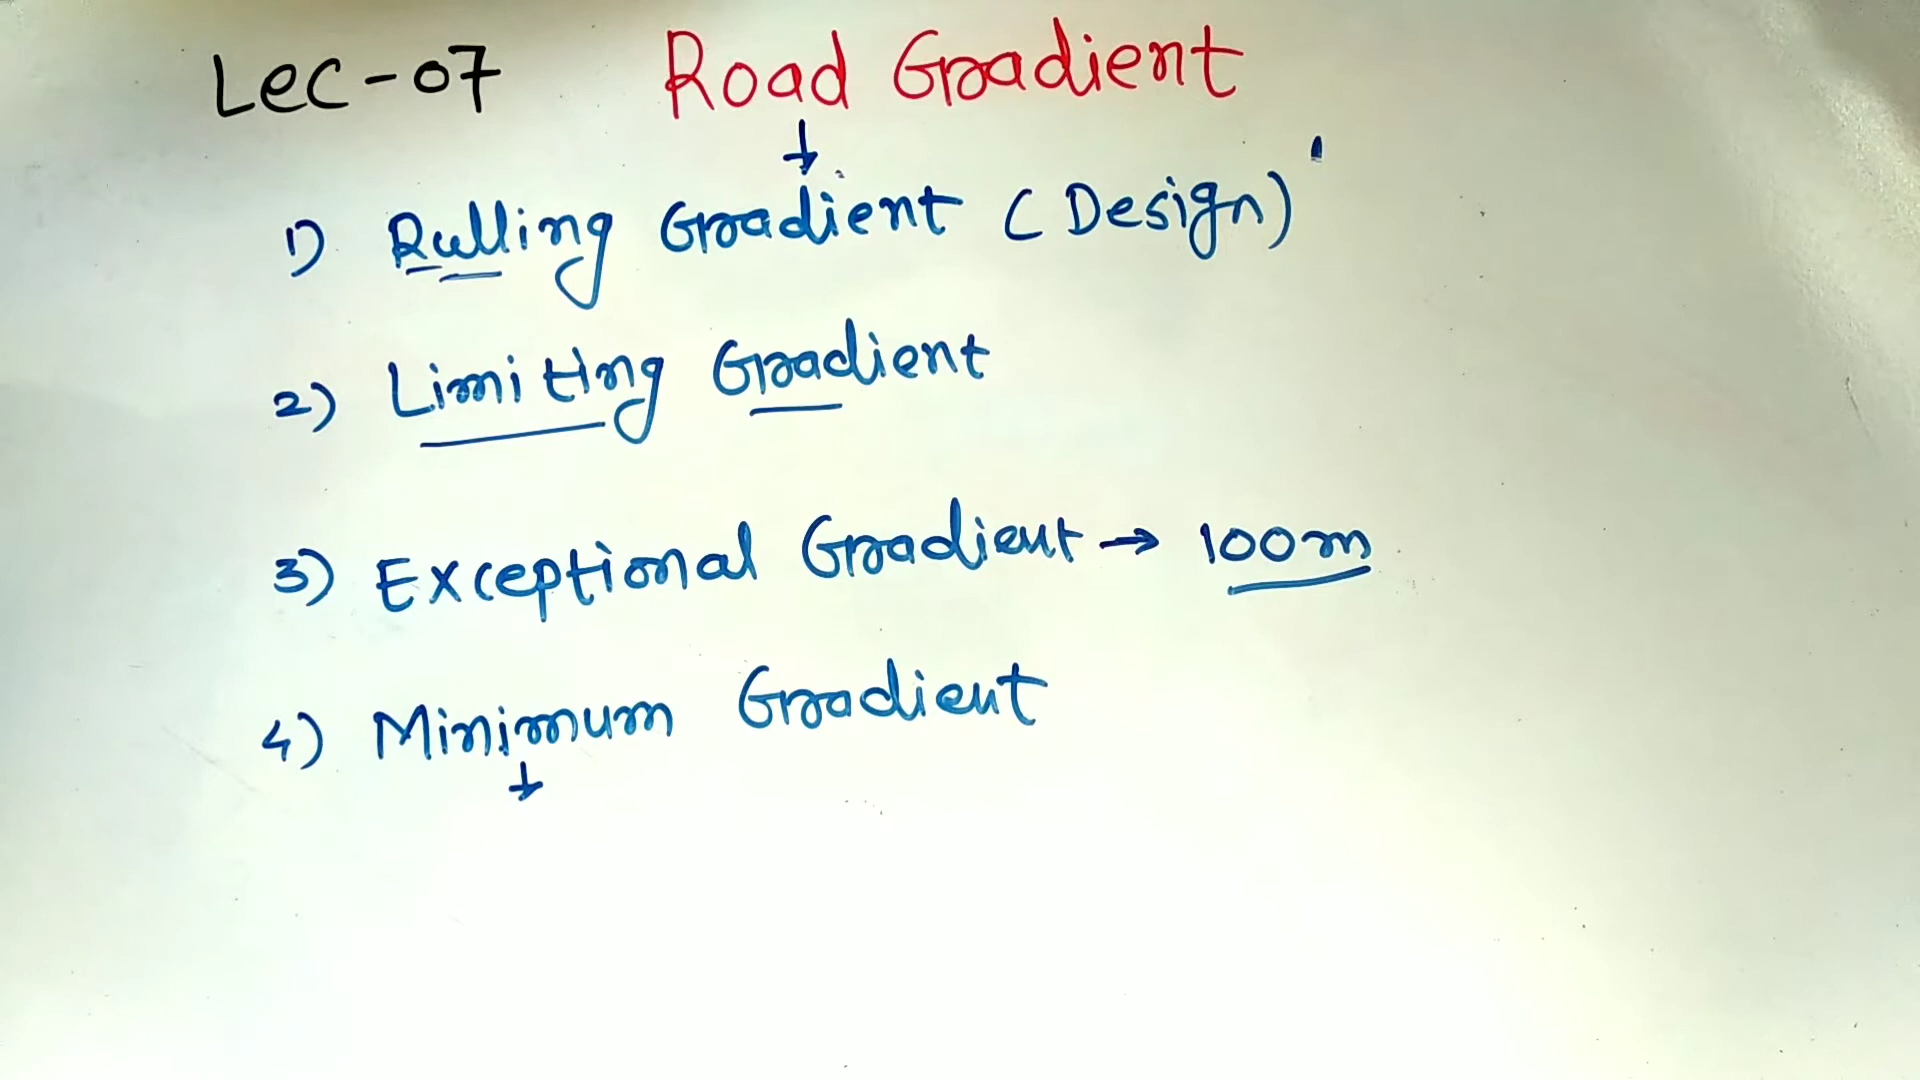 Lec-07 Road Gradient
↓
1) Rulling Gradient (Design)
2) Limiting Gradient
3) Exceptional Gradient → 100m
4) Minimum Gradient
↓